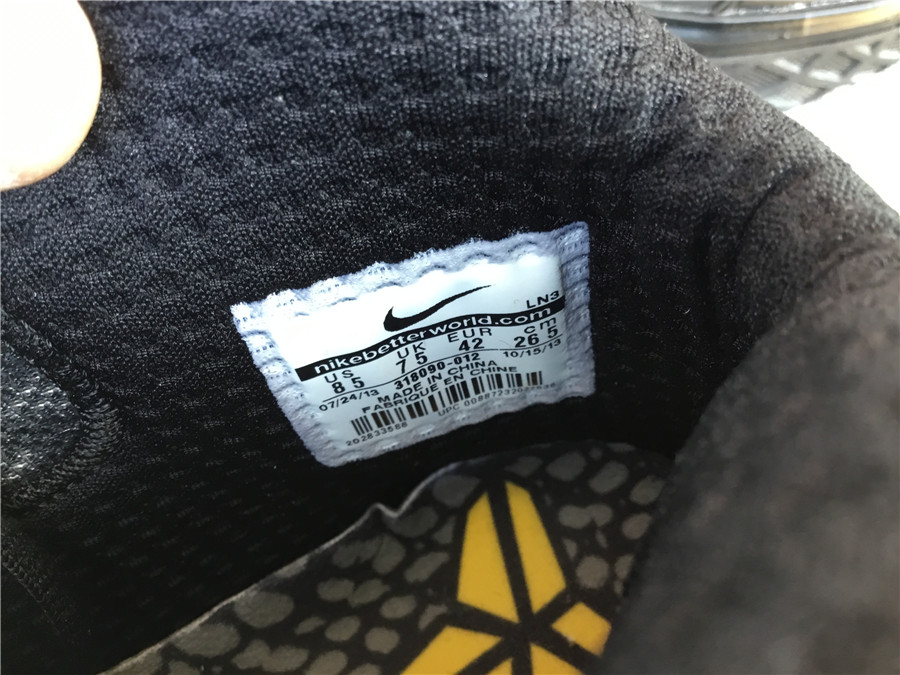 LN3
nikebetterworld.com
US UK EUR cm
8 5 7 5 42 26 5
07/24/13 318090-012 10/15/13
MADE IN CHINA
FABRIQUE EN CHINE
UPC